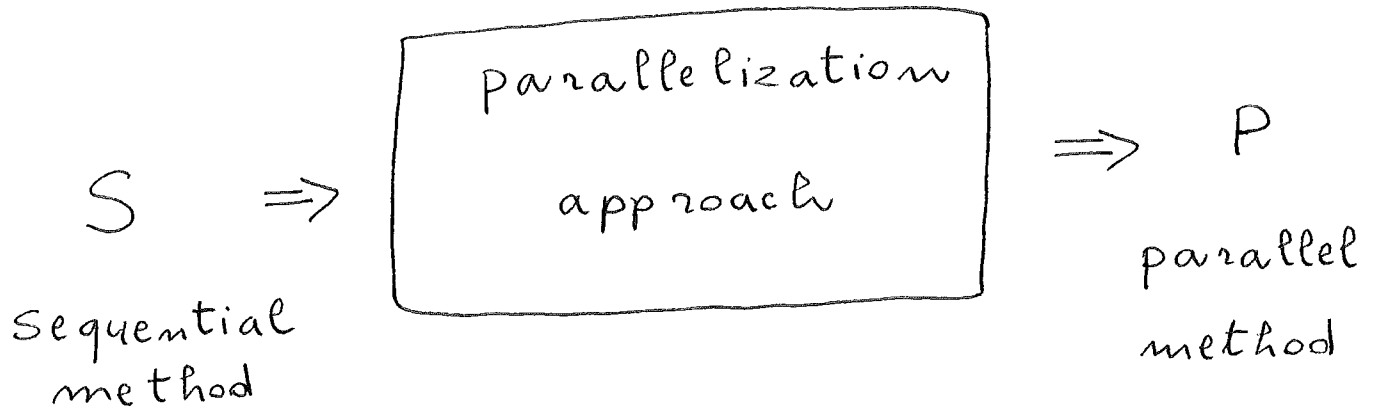 S
sequential
method
⇒
parallelization
approach
⇒
P
parallel
method